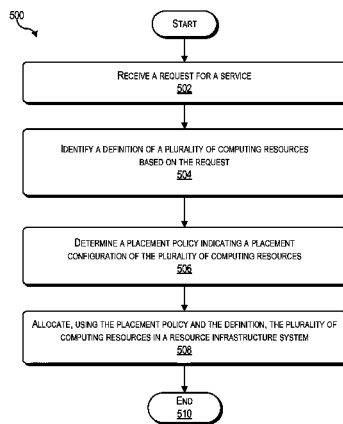 500
START
RECEIVE A REQUEST FOR A SERVICE
502
IDENTIFY A DEFINITION OF A PLURALITY OF COMPUTING RESOURCES
BASED ON THE REQUEST
504
DETERMINE A PLACEMENT POLICY INDICATING A PLACEMENT
CONFIGURATION OF THE PLURALITY OF COMPUTING RESOURCES
506
ALLOCATE, USING THE PLACEMENT POLICY AND THE DEFINITION, THE PLURALITY OF
COMPUTING RESOURCES IN A RESOURCE INFRASTRUCTURE SYSTEM
508
END
510